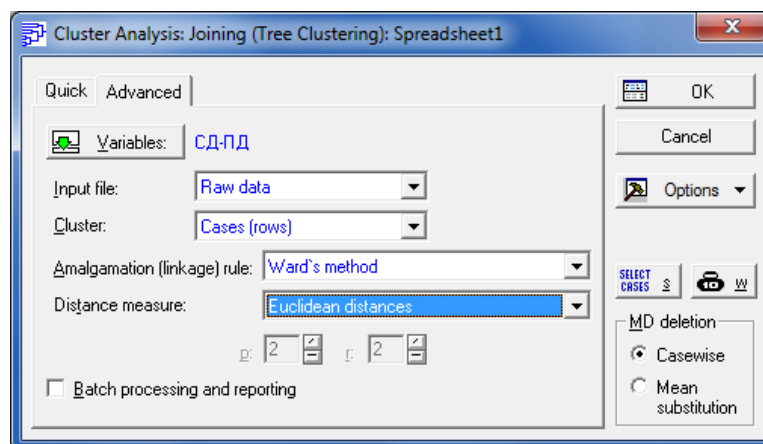 Cluster Analysis: Joining (Tree Clustering): Spreadsheet1
X
Quick Advanced
Variables: СД-ПД
Input file: Raw data
Cluster: Cases (rows)
Amalgamation (linkage) rule: Ward`s method
Distance measure: Euclidean distances
p: 2 r: 2
Batch processing and reporting
OK
Cancel
Options
SELECT CASES S W
MD deletion
Casewise
Mean
substitution